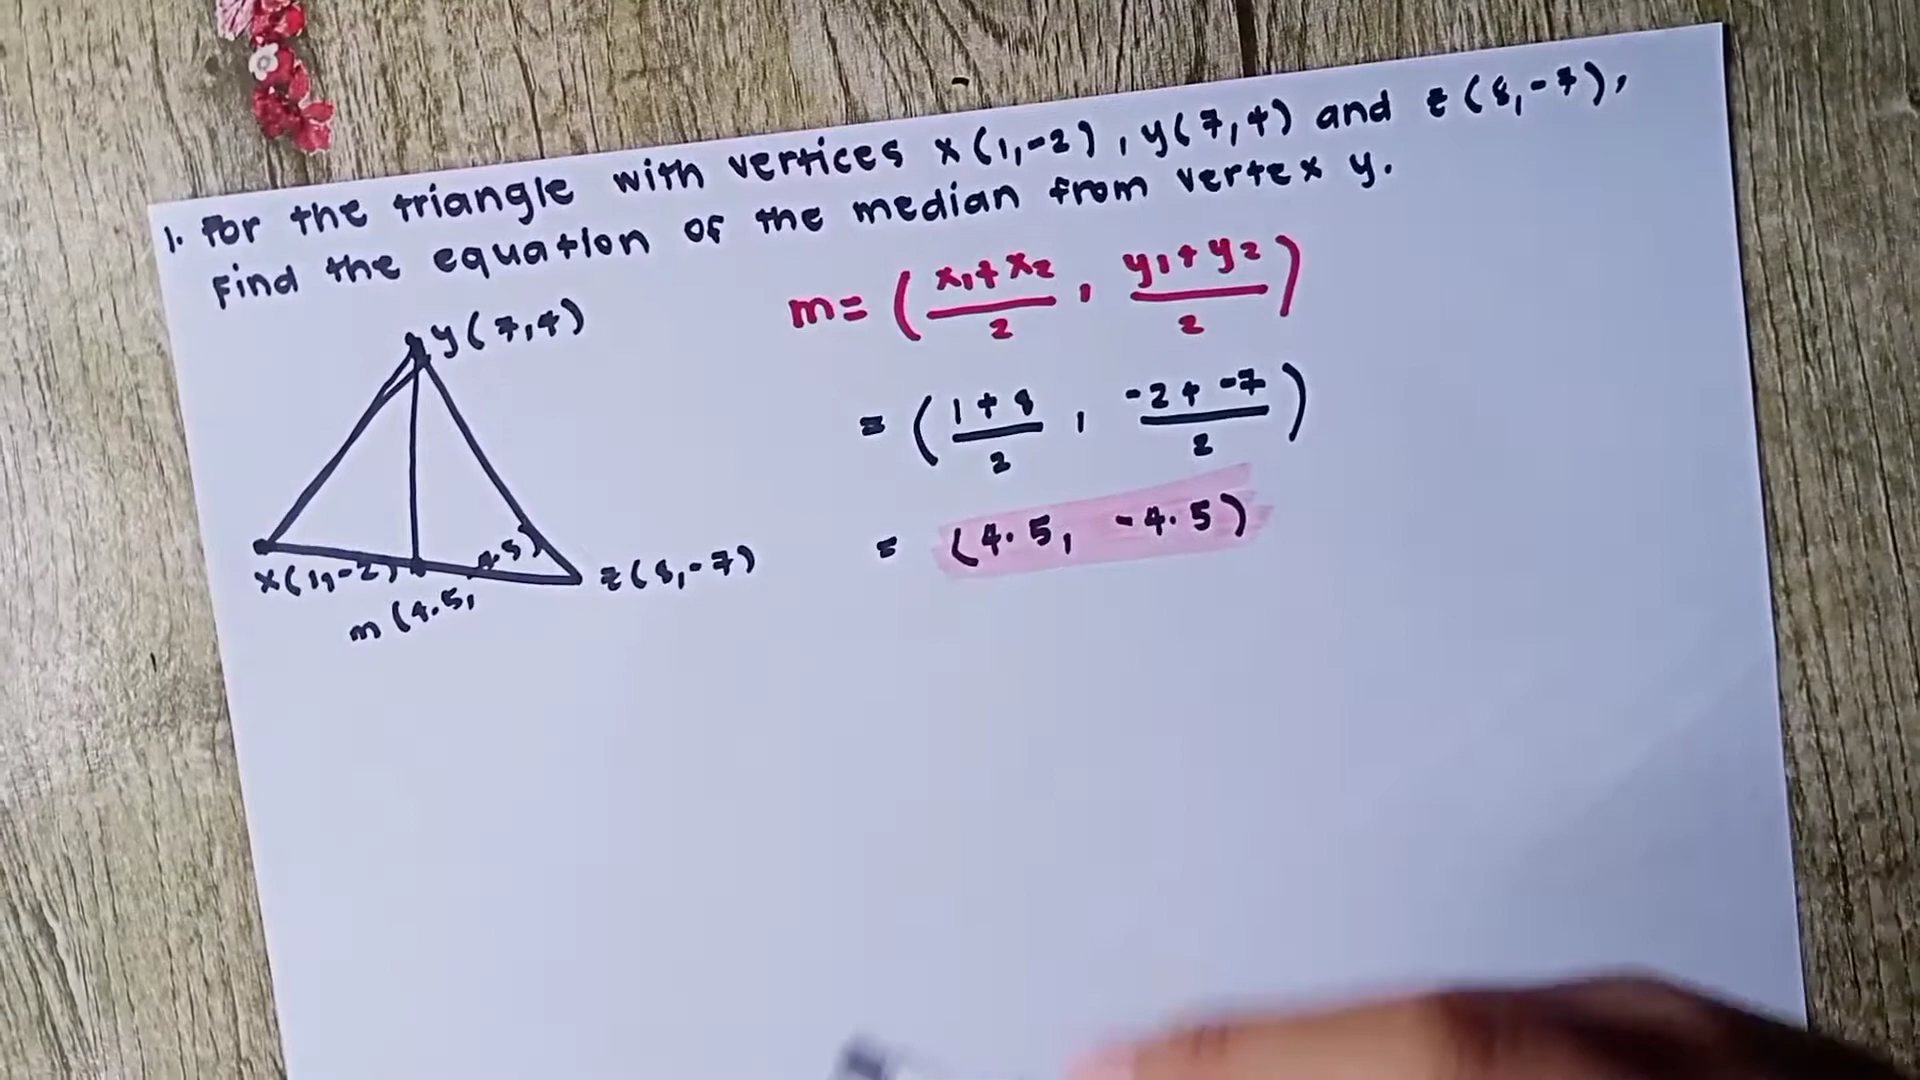 1. For the triangle with vertices x(1,-2), y(7,4) and z(8,-7),
Find the equation of the median from vertex y.
y(7,4)
x(1,-2)
z(8,-7)
m(4.5, -4.5)
m= (x₁+x₂/2, y₁+y₂/2)
= (1+8/2, -2+-7/2)
= (4.5, -4.5)